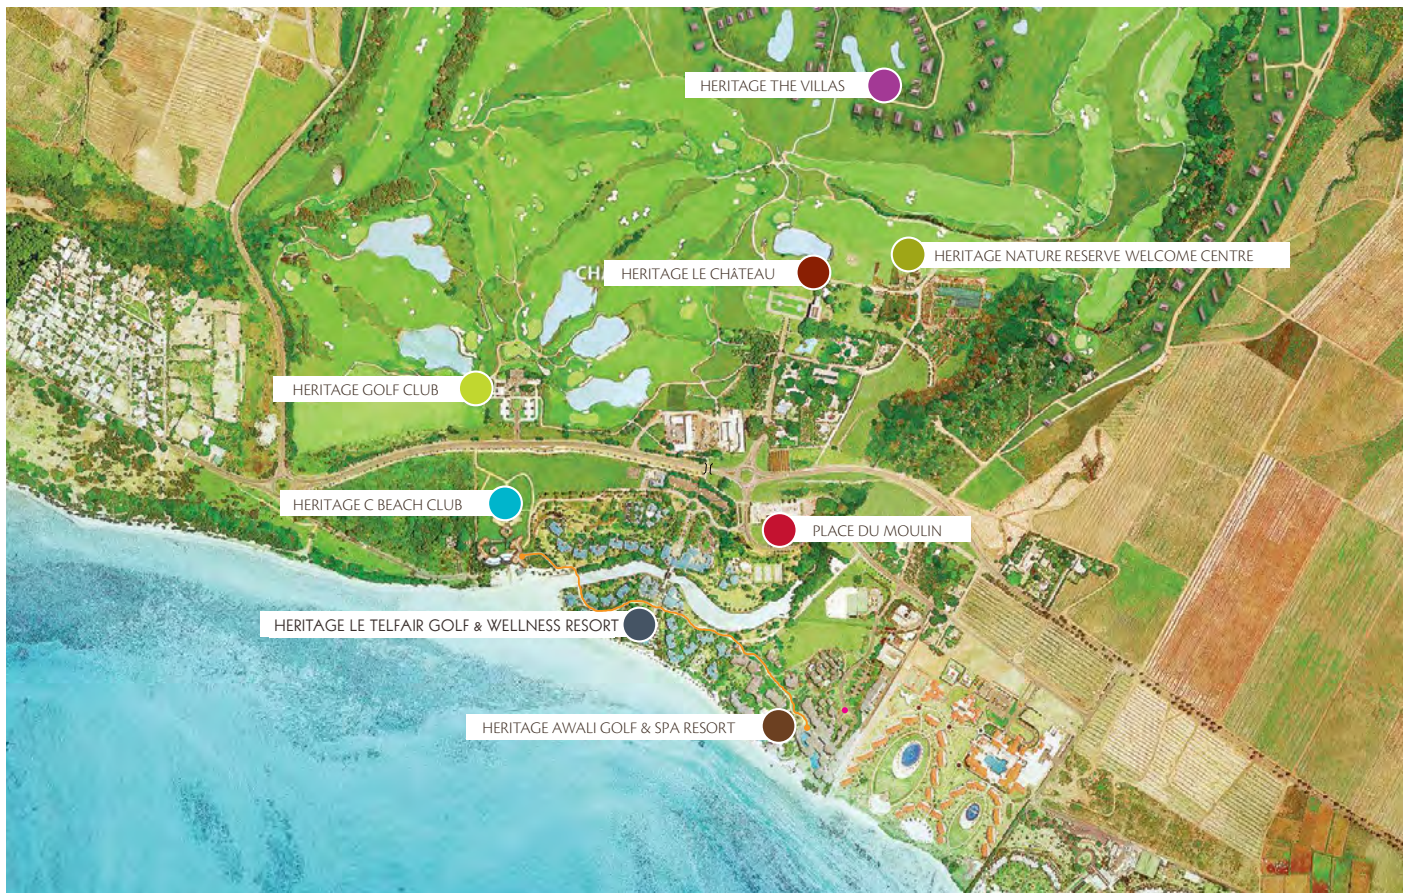 HERITAGE THE VILLAS
HERITAGE NATURE RESERVE WELCOME CENTRE
CHA
HERITAGE LE CHÂTEAU
HERITAGE GOLF CLUB
HERITAGE C BEACH CLUB
PLACE DU MOULIN
HERITAGE LE TELFAIR GOLF & WELLNESS RESORT
HERITAGE AWALI GOLF & SPA RESORT